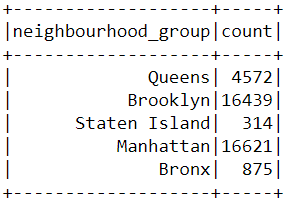 +-------------------+-----+
|neighbourhood_group|count|
+-------------------+-----+
|             Queens| 4572|
|           Brooklyn|16439|
|      Staten Island|  314|
|          Manhattan|16621|
|              Bronx|  875|
+-------------------+-----+